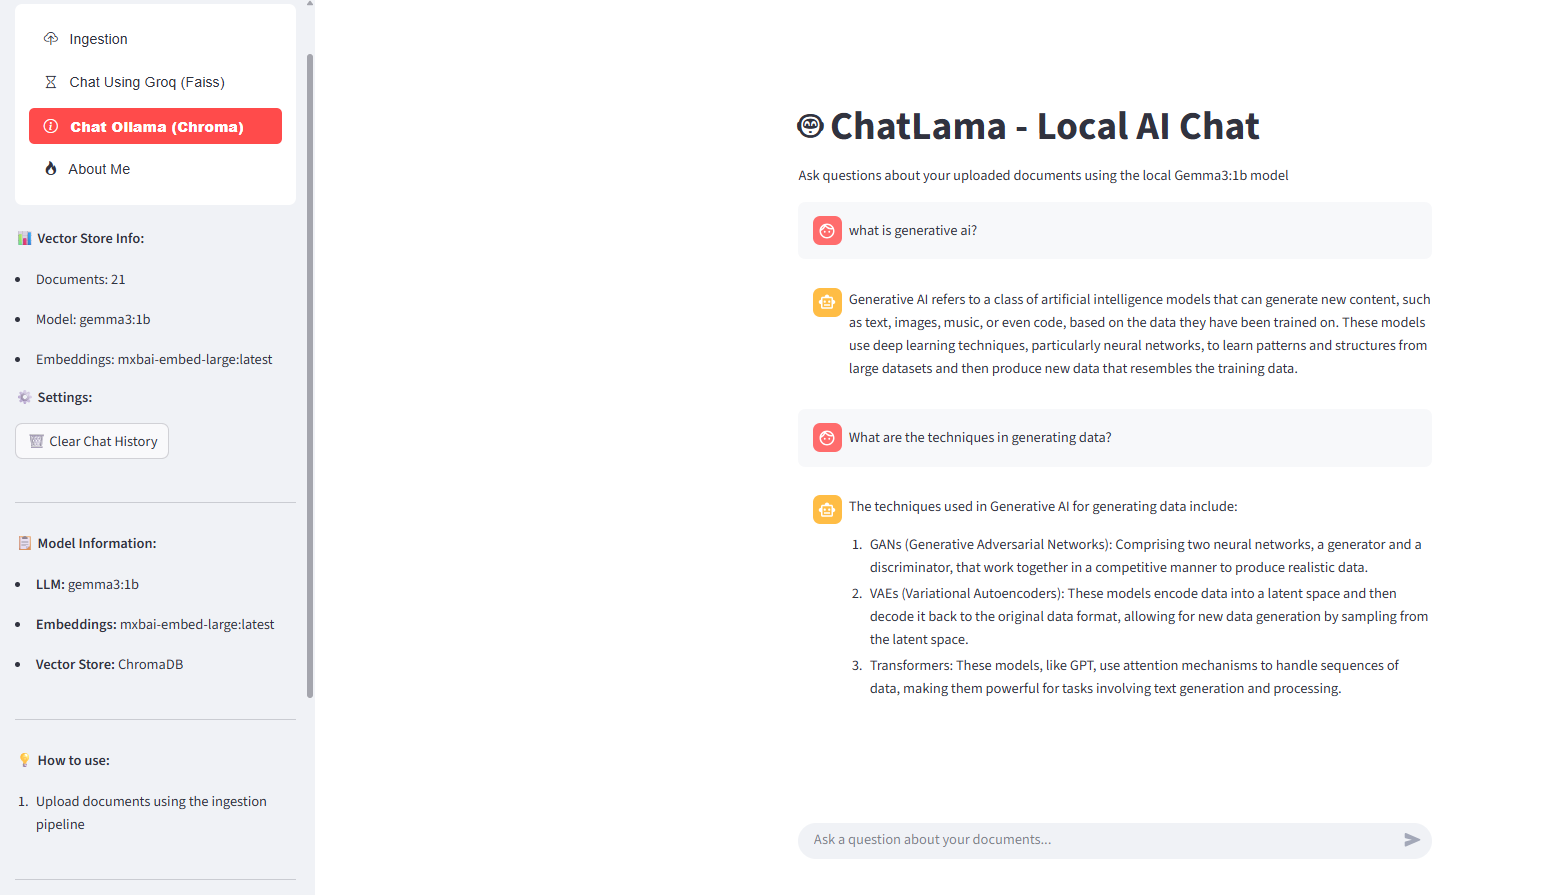 Ingestion
Chat Using Groq (Faiss)
Chat Ollama (Chroma)
About Me
Vector Store Info:
Documents: 21
Model: gemma3:1b
Embeddings: mxbai-embed-large:latest
Settings:
Clear Chat History
Model Information:
LLM: gemma3:1b
Embeddings: mxbai-embed-large:latest
Vector Store: ChromaDB
How to use:
1. Upload documents using the ingestion
pipeline
ChatLama - Local AI Chat
Ask questions about your uploaded documents using the local Gemma3:1b model
what is generative ai?
Generative AI refers to a class of artificial intelligence models that can generate new content, such
as text, images, music, or even code, based on the data they have been trained on. These models
use deep learning techniques, particularly neural networks, to learn patterns and structures from
large datasets and then produce new data that resembles the training data.
What are the techniques in generating data?
The techniques used in Generative AI for generating data include:
1. GANs (Generative Adversarial Networks): Comprising two neural networks, a generator and a
discriminator, that work together in a competitive manner to produce realistic data.
2. VAEs (Variational Autoencoders): These models encode data into a latent space and then
decode it back to the original data format, allowing for new data generation by sampling from
the latent space.
3. Transformers: These models, like GPT, use attention mechanisms to handle sequences of
data, making them powerful for tasks involving text generation and processing.
Ask a question about your documents...